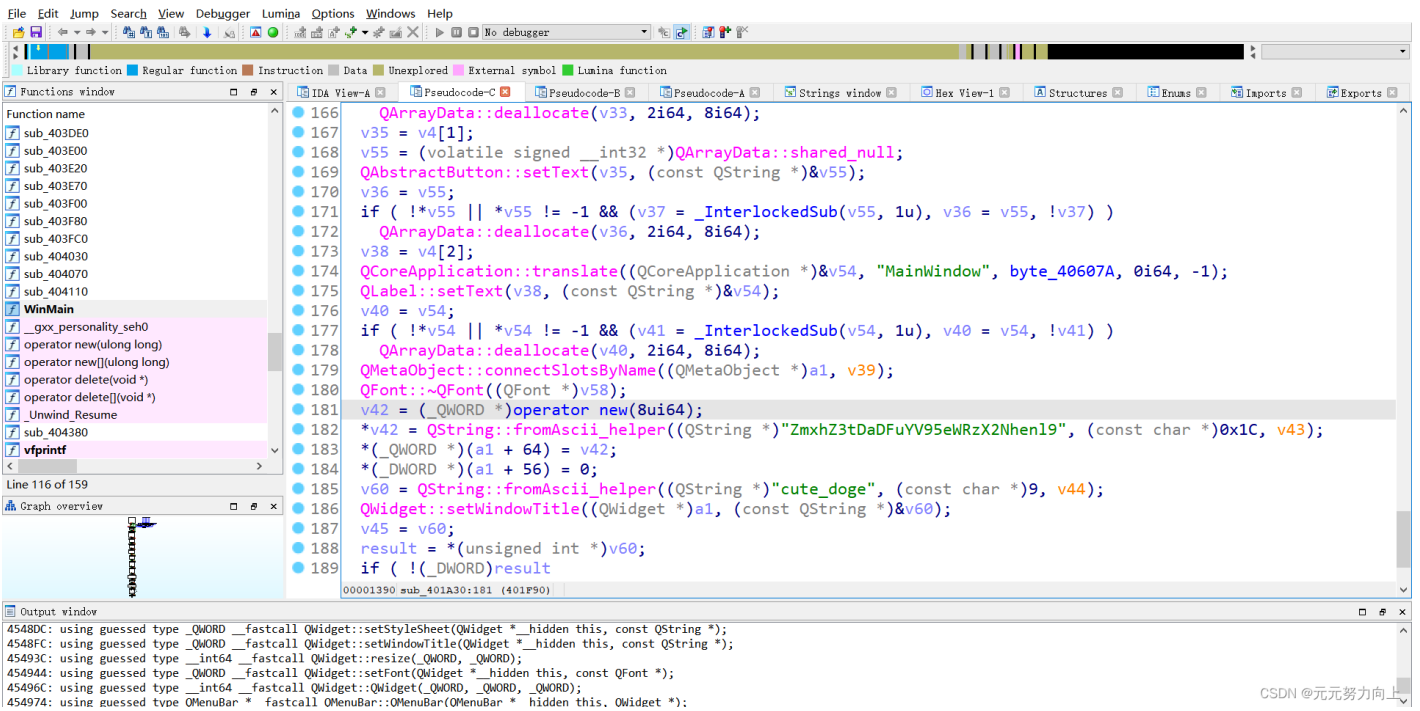 File Edit Jump Search View Debugger Lumina Options Windows Help
No debugger
Library function Regular function Instruction Data Unexplored External symbol Lumina function
Functions window
IDA View-A Pseudocode-C Pseudocode-B Pseudocode-A Strings window Hex View-1 Structures Enums Imports Exports
Function name
sub_403DE0
sub_403E00
sub_403E20
sub_403E70
sub_403F00
sub_403F80
sub_403FC0
sub_404030
sub_404070
sub_404110
WinMain
__gxx_personality_seh0
operator new(ulong long)
operator new[](ulong long)
operator delete(void *)
operator delete[](void *)
_Unwind_Resume
sub_404380
vfprintf
Line 116 of 159
Graph overview
166 QArrayData::deallocate(v33, 2i64, 8i64);
167 v35 = v4[1];
168 v55 = (volatile signed __int32 *)QArrayData::shared_null;
169 QAbstractButton::setText(v35, (const QString *)&v55);
170 v36 = v55;
171 if ( !*v55 || *v55 != -1 && (v37 = _InterlockedSub(v55, 1u), v36 = v55, !v37) )
172 QArrayData::deallocate(v36, 2i64, 8i64);
173 v38 = v4[2];
174 QCoreApplication::translate((QCoreApplication *)&v54, "MainWindow", byte_40607A, 0i64, -1);
175 QLabel::setText(v38, (const QString *)&v54);
176 v40 = v54;
177 if ( !*v54 || *v54 != -1 && (v41 = _InterlockedSub(v54, 1u), v40 = v54, !v41) )
178 QArrayData::deallocate(v40, 2i64, 8i64);
179 QMetaObject::connectSlotsByName((QMetaObject *)a1, v39);
180 QFont::~QFont((QFont *)v58);
181 v42 = (_QWORD *)operator new(8ui64);
182 *v42 = QString::fromAscii_helper((QString *)"ZmxhZ3tDaDFuYV95eWRzX2Nhenl9", (const char *)0x1C, v43);
183 *(_QWORD *)(a1 + 64) = v42;
184 *(_DWORD *)(a1 + 56) = 0;
185 v60 = QString::fromAscii_helper((QString *)"cute_doge", (const char *)9, v44);
186 QWidget::setWindowTitle((QWidget *)a1, (const QString *)&v60);
187 v45 = v60;
188 result = *(unsigned int *)v60;
189 if ( !(_DWORD)result
00001390 sub_401A30:181 (401F90)
Output window
4548DC: using guessed type _QWORD __fastcall QWidget::setStyleSheet(QWidget *__hidden this, const QString *);
4548FC: using guessed type _QWORD __fastcall QWidget::setWindowTitle(QWidget *__hidden this, const QString *);
45493C: using guessed type __int64 __fastcall QWidget::resize(_QWORD, _QWORD);
454944: using guessed type _QWORD __fastcall QWidget::setFont(QWidget *__hidden this, const QFont *);
45496C: using guessed type __int64 __fastcall QWidget::QWidget(_QWORD, _QWORD, _QWORD);
454974: using guessed type QMenuBar *__fastcall QMenuBar::QMenuBar(QMenuBar *__hidden this, QWidget *);
CSDN @元元努力向上